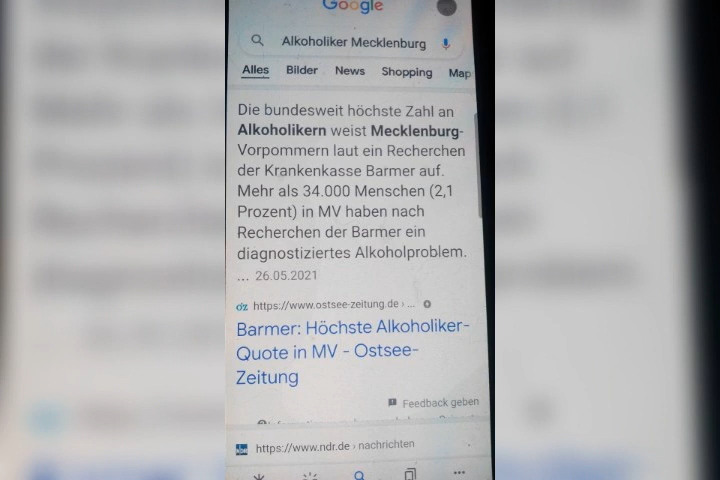 Google
Alkoholiker Mecklenburg
Alles Bilder News Shopping Map
Die bundesweit höchste Zahl an
Alkoholikern weist Mecklenburg-
Vorpommern laut ein Recherchen
der Krankenkasse Barmer auf.
Mehr als 34.000 Menschen (2,1
Prozent) in MV haben nach
Recherchen der Barmer ein
diagnostiziertes Alkoholproblem.
... 26.05.2021
oz https://www.ostsee-zeitung.de › ...
Barmer: Höchste Alkoholiker-
Quote in MV - Ostsee-
Zeitung
Feedback geben
https://www.ndr.de › nachrichten